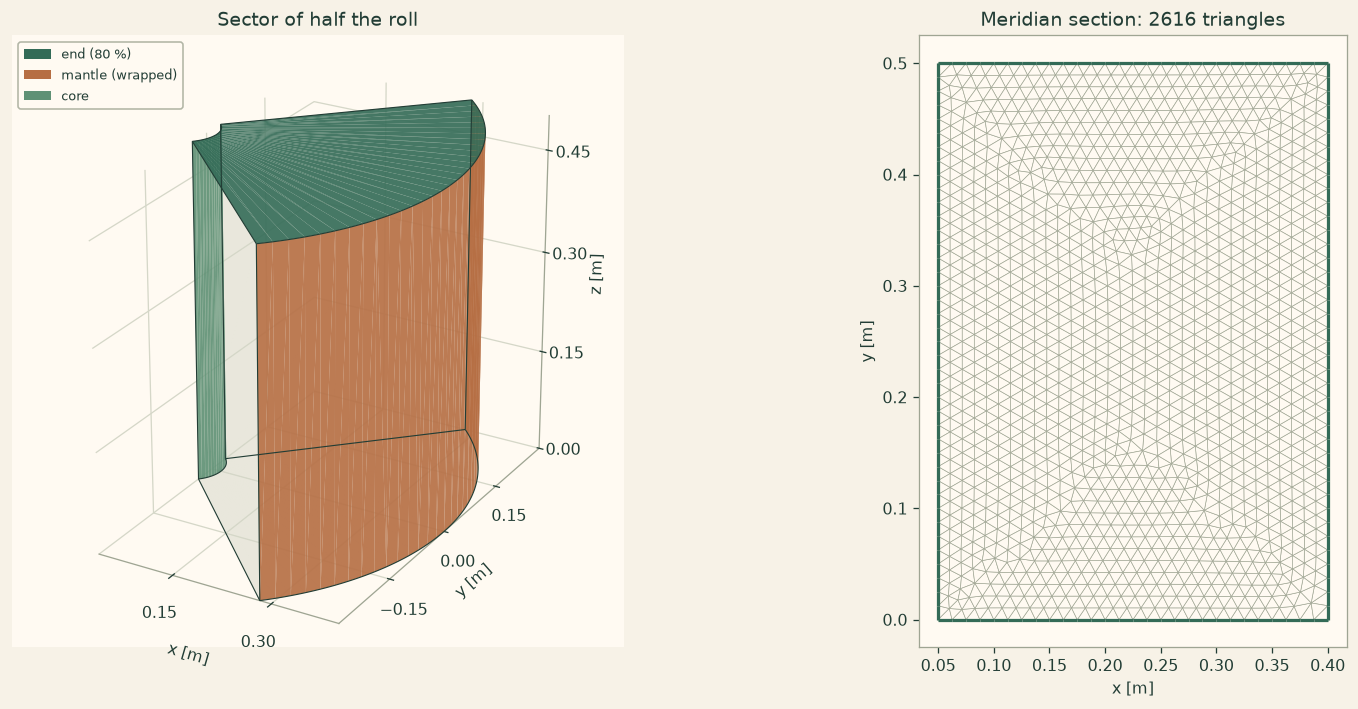 Sector of half the roll
end (80 %)
mantle (wrapped)
core
0.45
0.30
0.15
0.00
z [m]
0.15
0.00
−0.15
y [m]
0.15
0.30
x [m]
Meridian section: 2616 triangles
0.5
0.4
0.3
0.2
0.1
0.0
y [m]
0.05 0.10 0.15 0.20 0.25 0.30 0.35 0.40
x [m]